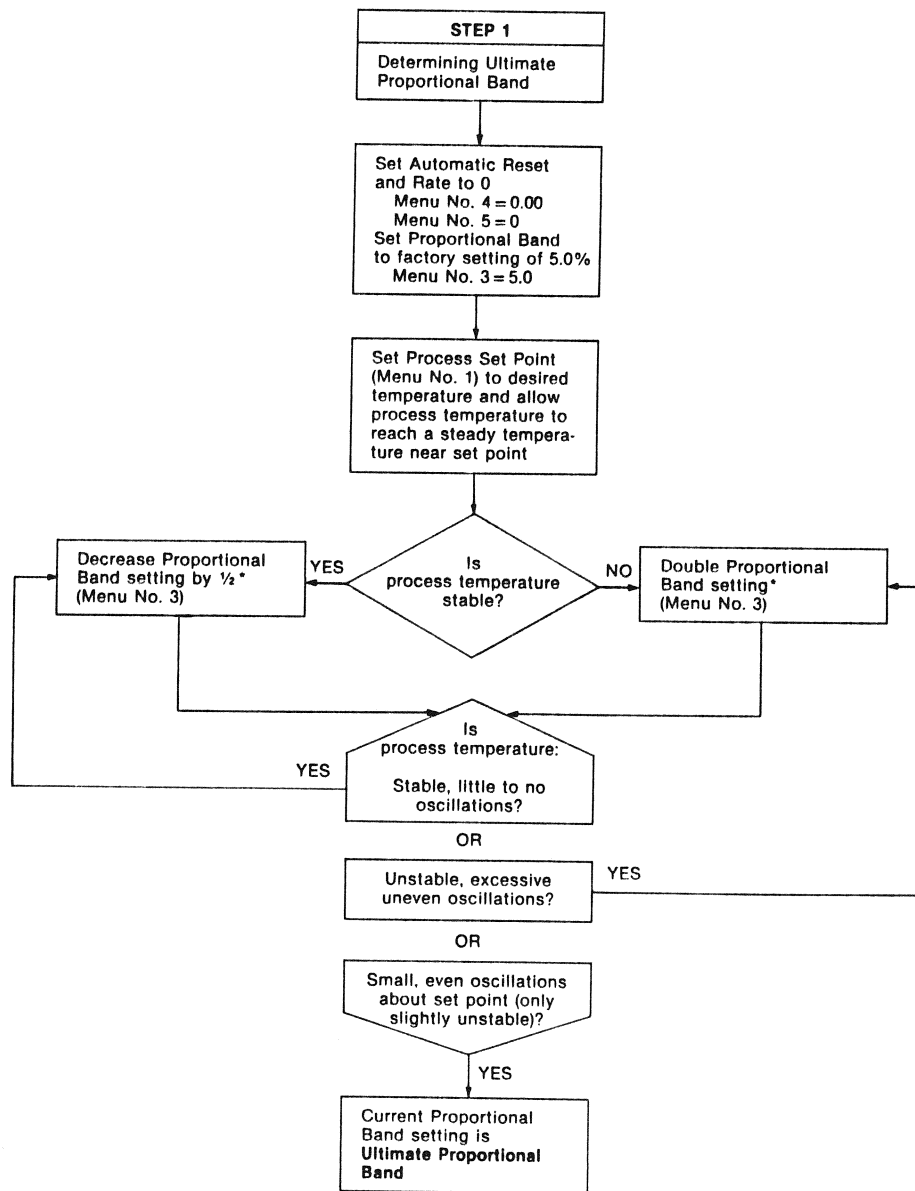 STEP 1
Determining Ultimate
Proportional Band
Set Automatic Reset
and Rate to 0
Menu No. 4 = 0.00
Menu No. 5 = 0
Set Proportional Band
to factory setting of 5.0%
Menu No. 3 = 5.0
Set Process Set Point
(Menu No. 1) to desired
temperature and allow
process temperature to
reach a steady tempera-
ture near set point
Is
process temperature
stable?
YES
Decrease Proportional
Band setting by ½*
(Menu No. 3)
NO
Double Proportional
Band setting*
(Menu No. 3)
Is
process temperature:
Stable, little to no
oscillations?
YES
OR
Unstable, excessive
uneven oscillations?
YES
OR
Small, even oscillations
about set point (only
slightly unstable)?
YES
Current Proportional
Band setting is
Ultimate Proportional
Band